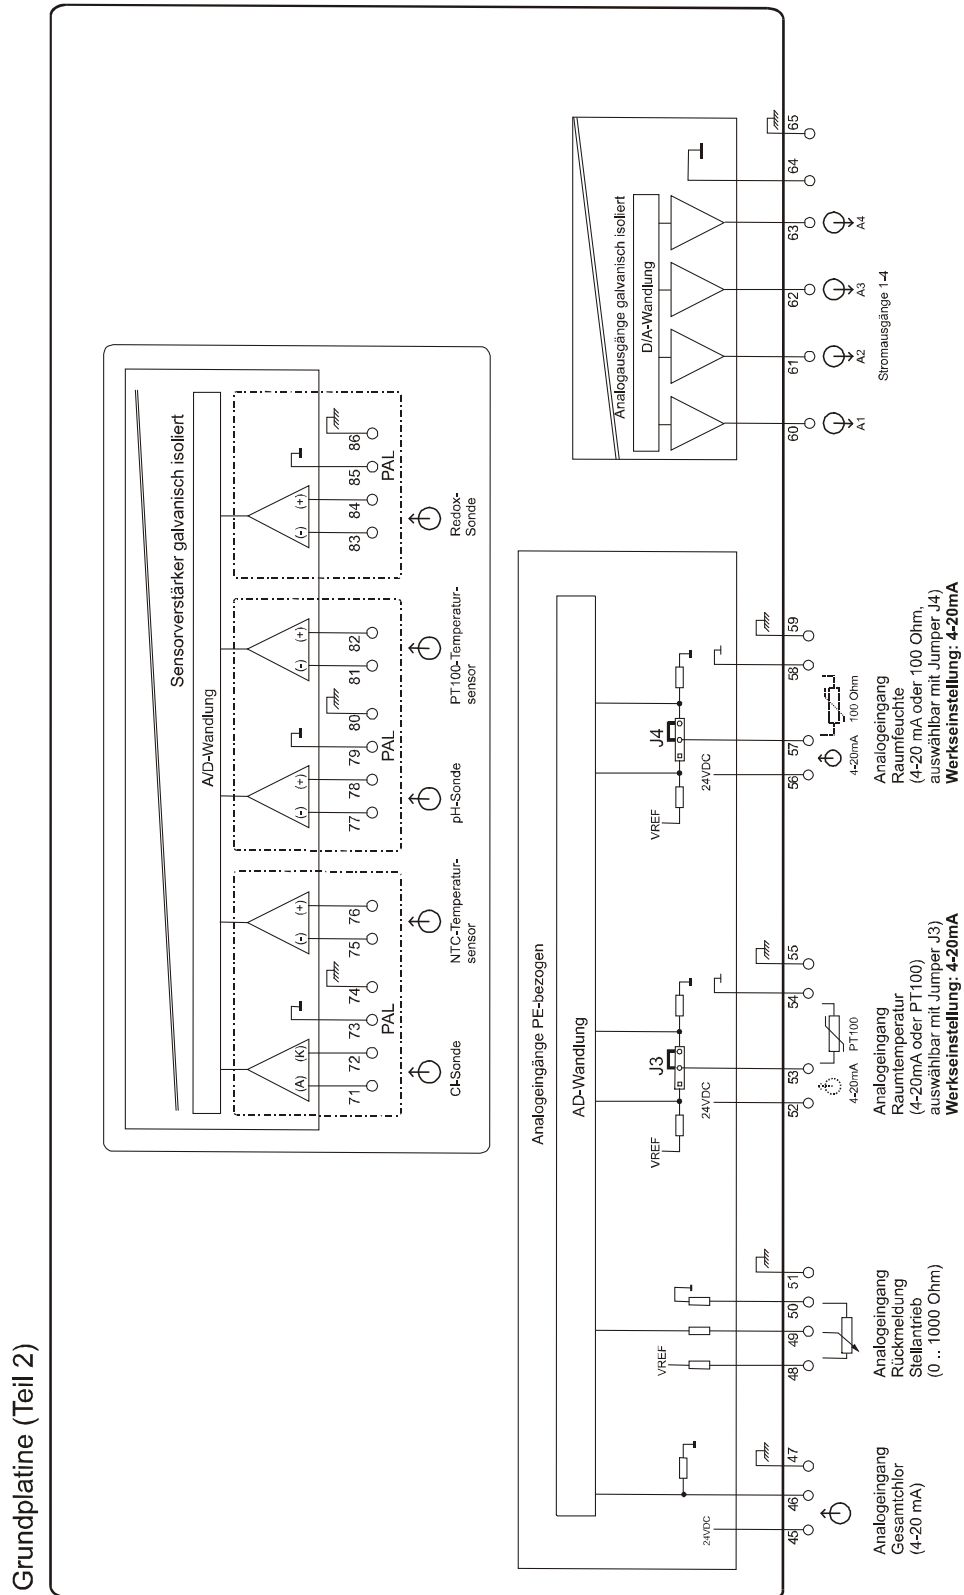 Grundplatine (Teil 2)
Sensorverstärker galvanisch isoliert
A/D-Wandlung
(A) (K)
(-) (+)
(-) (+)
(-) (+)
(-) (+)
71 72 73 74 75 76
PAL
77 78 79 80 81 82
PAL
83 84 85 86
PAL
Cl-Sonde
NTC-Temperatur-
sensor
pH-Sonde
PT100-Temperatur-
sensor
Redox-
Sonde
Analogeingänge PE-bezogen
AD-Wandlung
24VDC
VREF
VREF
J3
24VDC
VREF
J4
24VDC
45 46 47
48 49 50 51
52 53 54 55
56 57 58 59
4-20mA PT100
4-20mA 100 Ohm
Analogeingang
Gesamtchlor
(4-20 mA)
Analogeingang
Rückmeldung
Stellantrieb
(0 .. 1000 Ohm)
Analogeingang
Raumtemperatur
(4-20mA oder PT100)
auswählbar mit Jumper J3)
Werkseinstellung: 4-20mA
Analogeingang
Raumfeuchte
(4-20 mA oder 100 Ohm,
auswählbar mit Jumper J4)
Werkseinstellung: 4-20mA
Analogausgänge galvanisch isoliert
D/A-Wandlung
60 61 62 63 64 65
A1 A2 A3 A4
Stromausgänge 1-4